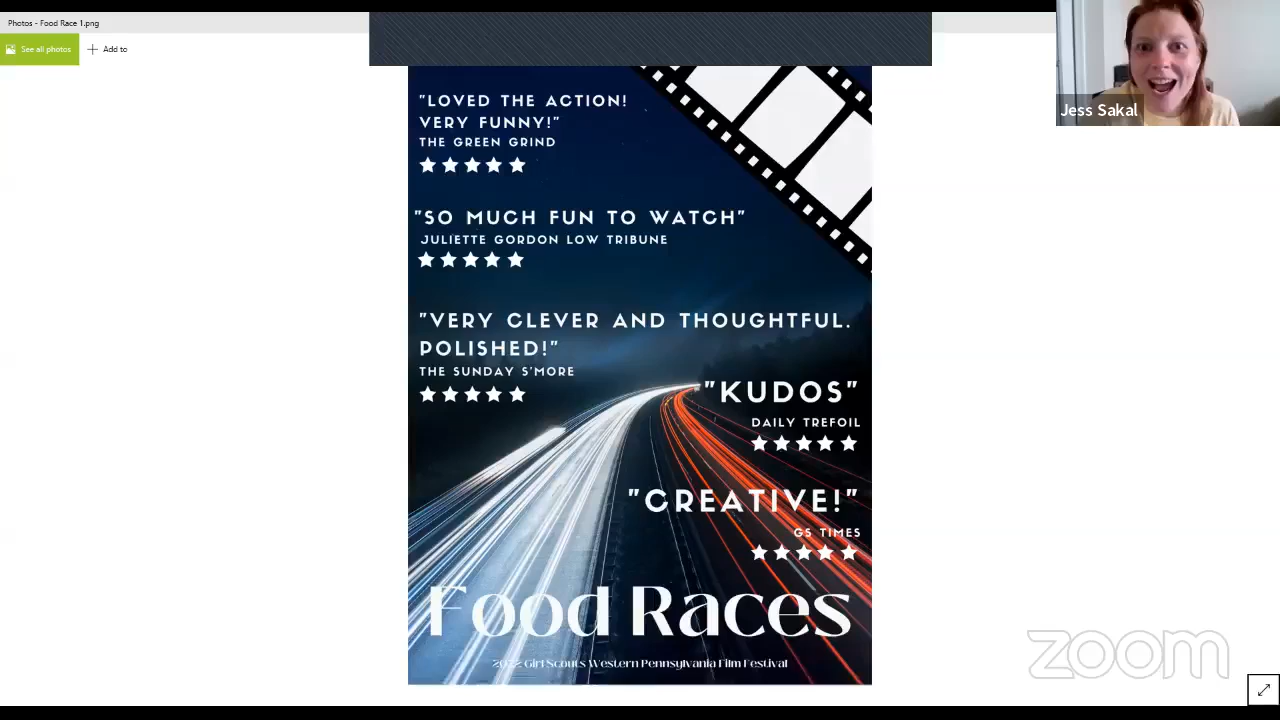 Photos - Food Race 1.png
See all photos
Add to
Jess Sakal
"LOVED THE ACTION!
VERY FUNNY!"
THE GREEN GRIND
"SO MUCH FUN TO WATCH"
JULIETTE GORDON LOW TRIBUNE
"VERY CLEVER AND THOUGHTFUL.
POLISHED!"
THE SUNDAY S'MORE
"KUDOS"
DAILY TREFOIL
"CREATIVE!"
GS TIMES
Food Races
2022 Girl Scouts Western Pennsylvania Film Festival
zoom